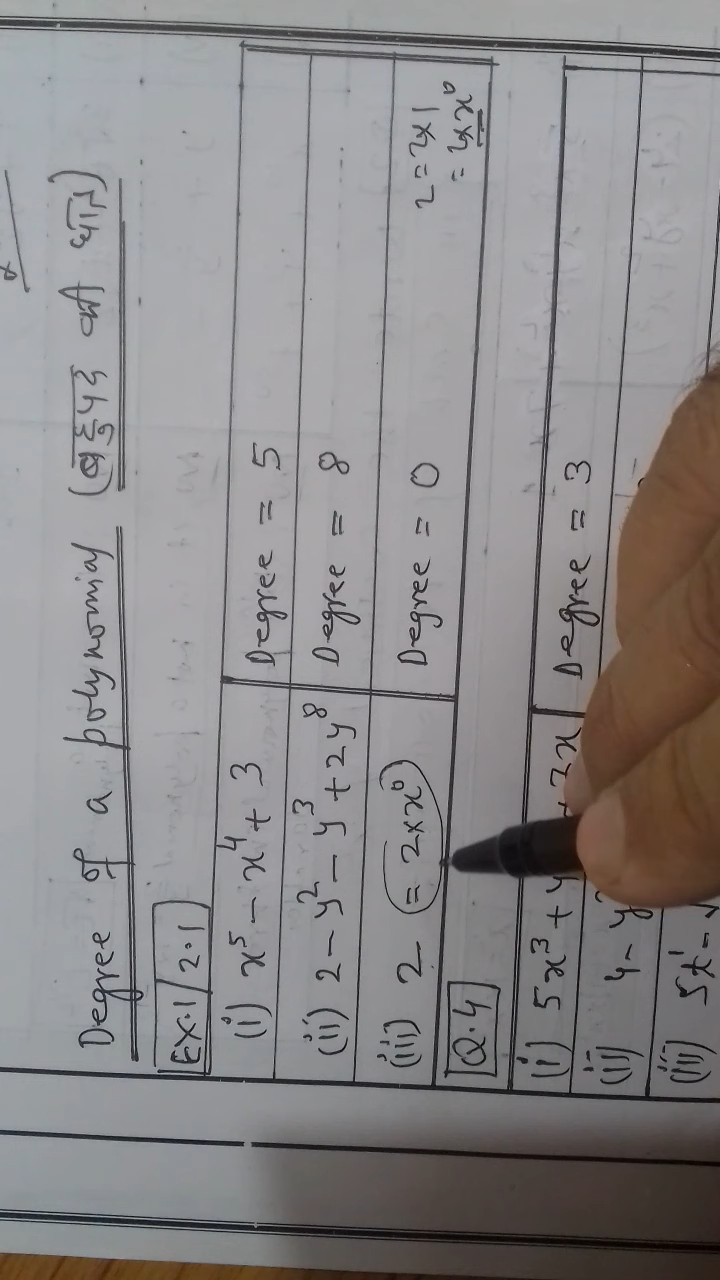 Degree of a polynomial (बहुपद की घात)
Ex.1/2.1
(i) x⁵ - x⁴ + 3 Degree = 5
(ii) 2 - y² - y³ + 2y⁸ Degree = 8
(iii) 2 (= 2×x⁰) Degree = 0 2 = 2×1
= 2×x⁰
Q.4
(i) 5x³ + 4 + 7x Degree = 3
(ii) 4 - y
(iii) 5t - √